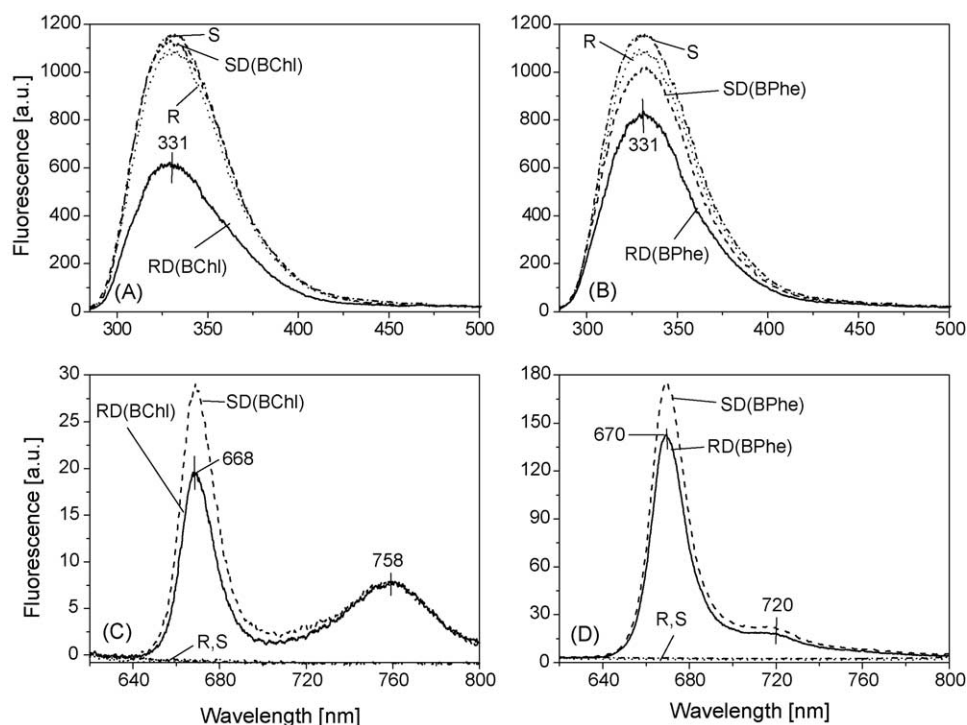 1200
1000
800
600
400
200
0
Fluorescence [a.u.]
S
SD(BChl)
R
331
RD(BChl)
(A)
300 350 400 450 500
1200
1000
800
600
400
200
0
R
S
SD(BPhe)
331
RD(BPhe)
(B)
300 350 400 450 500
30
25
20
15
10
5
0
Fluorescence [a.u.]
RD(BChl)
SD(BChl)
668
758
R,S
(C)
640 680 720 760 800
Wavelength [nm]
180
150
120
90
60
30
0
SD(BPhe)
670
RD(BPhe)
720
R,S
(D)
640 680 720 760 800
Wavelength [nm]